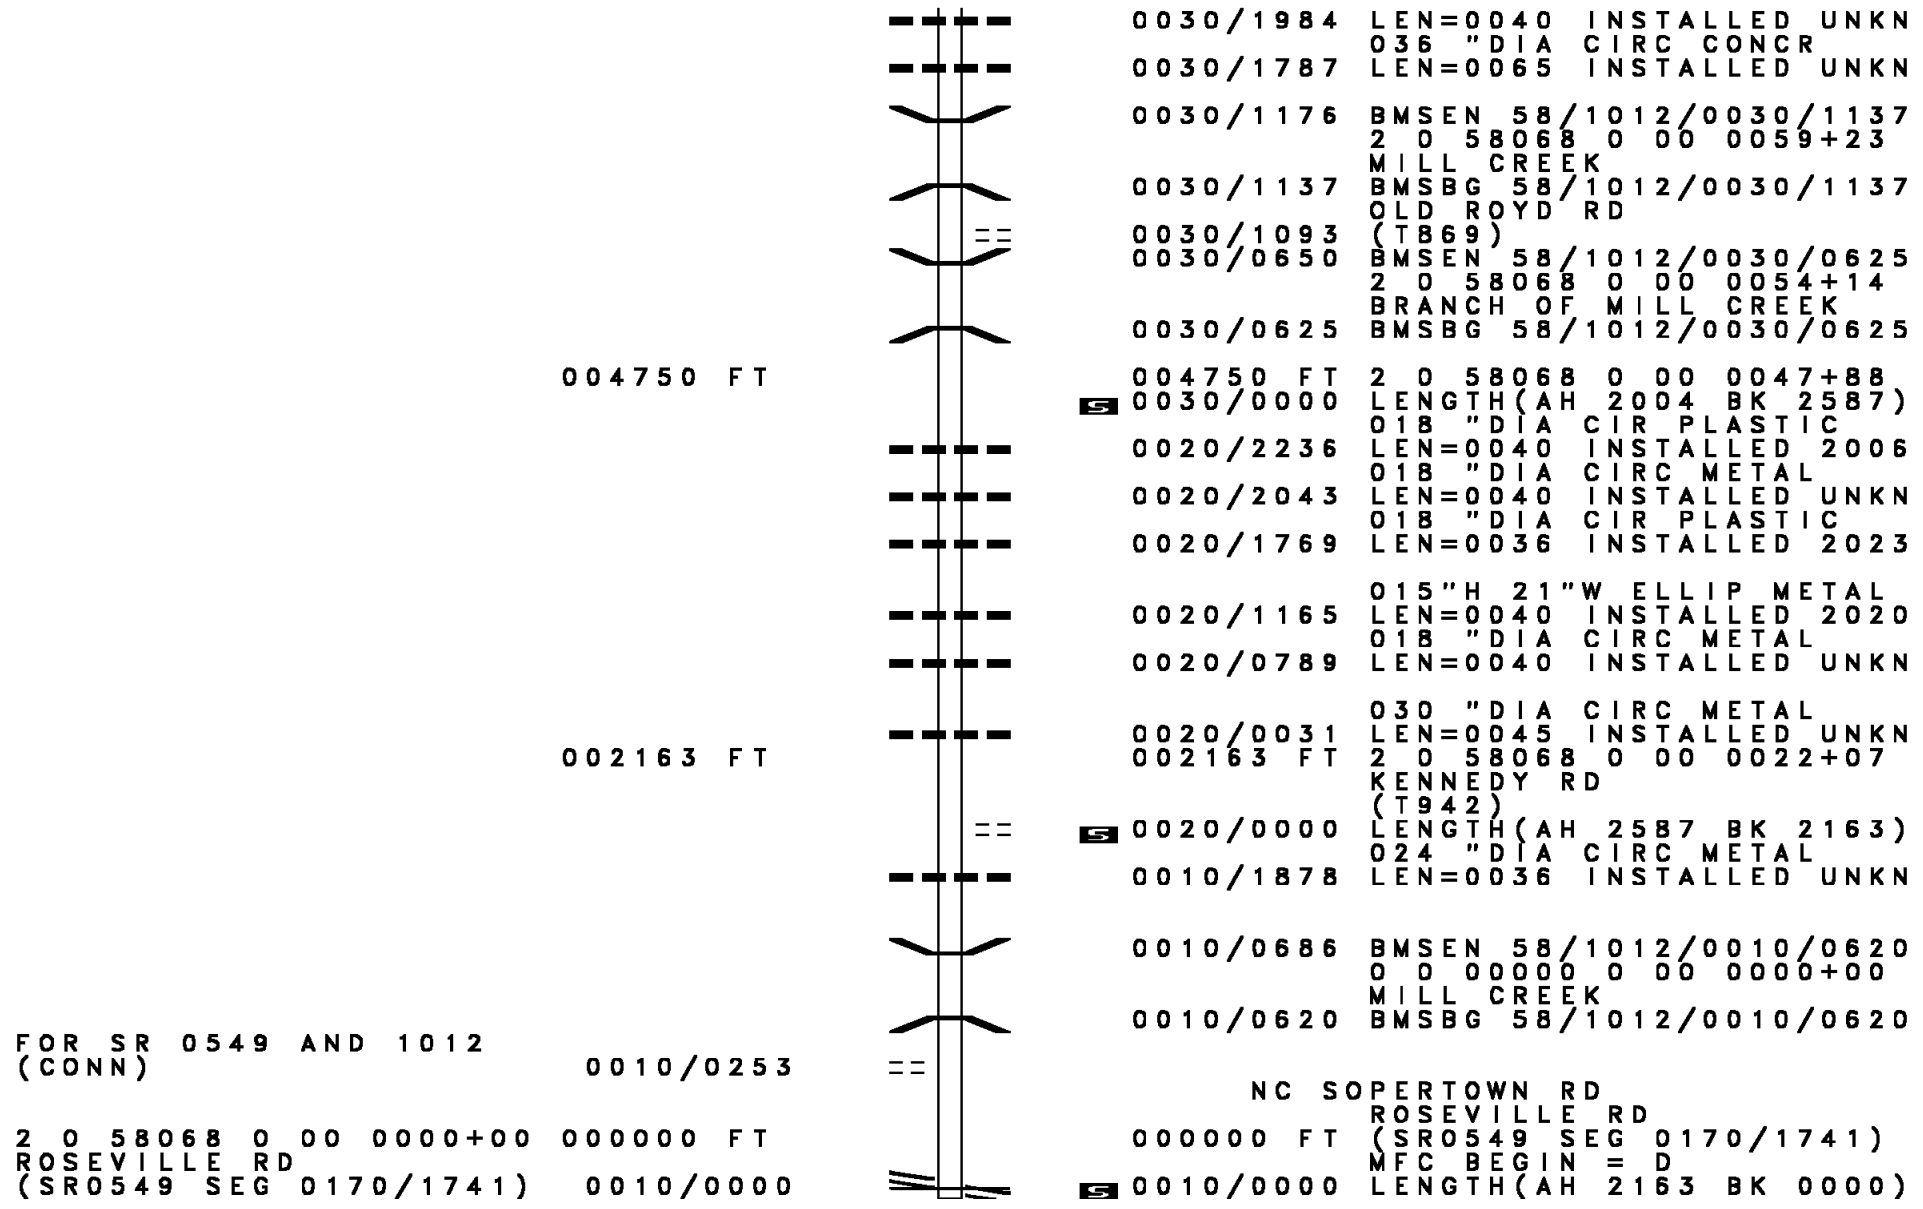 0030/1984 LEN=0040 INSTALLED UNKN
036 "DIA CIRC CONCR
0030/1787 LEN=0065 INSTALLED UNKN
0030/1176 BMSEN 58/1012/0030/1137
2 0 58068 0 00 0059+23
MILL CREEK
0030/1137 BMSBG 58/1012/0030/1137
OLD ROYD RD
0030/1093 (T869)
0030/0650 BMSEN 58/1012/0030/0625
2 0 58068 0 00 0054+14
BRANCH OF MILL CREEK
0030/0625 BMSBG 58/1012/0030/0625
004750 FT 004750 FT 2 0 58068 0 00 0047+88
S 0030/0000 LENGTH(AH 2004 BK 2587)
018 "DIA CIR PLASTIC
0020/2236 LEN=0040 INSTALLED 2006
018 "DIA CIRC METAL
0020/2043 LEN=0040 INSTALLED UNKN
018 "DIA CIR PLASTIC
0020/1769 LEN=0036 INSTALLED 2023
015"H 21"W ELLIP METAL
0020/1165 LEN=0040 INSTALLED 2020
018 "DIA CIRC METAL
0020/0789 LEN=0040 INSTALLED UNKN
030 "DIA CIRC METAL
0020/0031 LEN=0045 INSTALLED UNKN
002163 FT 002163 FT 2 0 58068 0 00 0022+07
KENNEDY RD
(T942)
S 0020/0000 LENGTH(AH 2587 BK 2163)
024 "DIA CIRC METAL
0010/1878 LEN=0036 INSTALLED UNKN
0010/0686 BMSEN 58/1012/0010/0620
0 0 00000 0 00 0000+00
MILL CREEK
0010/0620 BMSBG 58/1012/0010/0620
FOR SR 0549 AND 1012
(CONN) 0010/0253
NC SOPERTOWN RD
ROSEVILLE RD
2 0 58068 0 00 0000+00 000000 FT 000000 FT (SR0549 SEG 0170/1741)
ROSEVILLE RD MFC BEGIN = D
(SR0549 SEG 0170/1741) 0010/0000 S 0010/0000 LENGTH(AH 2163 BK 0000)